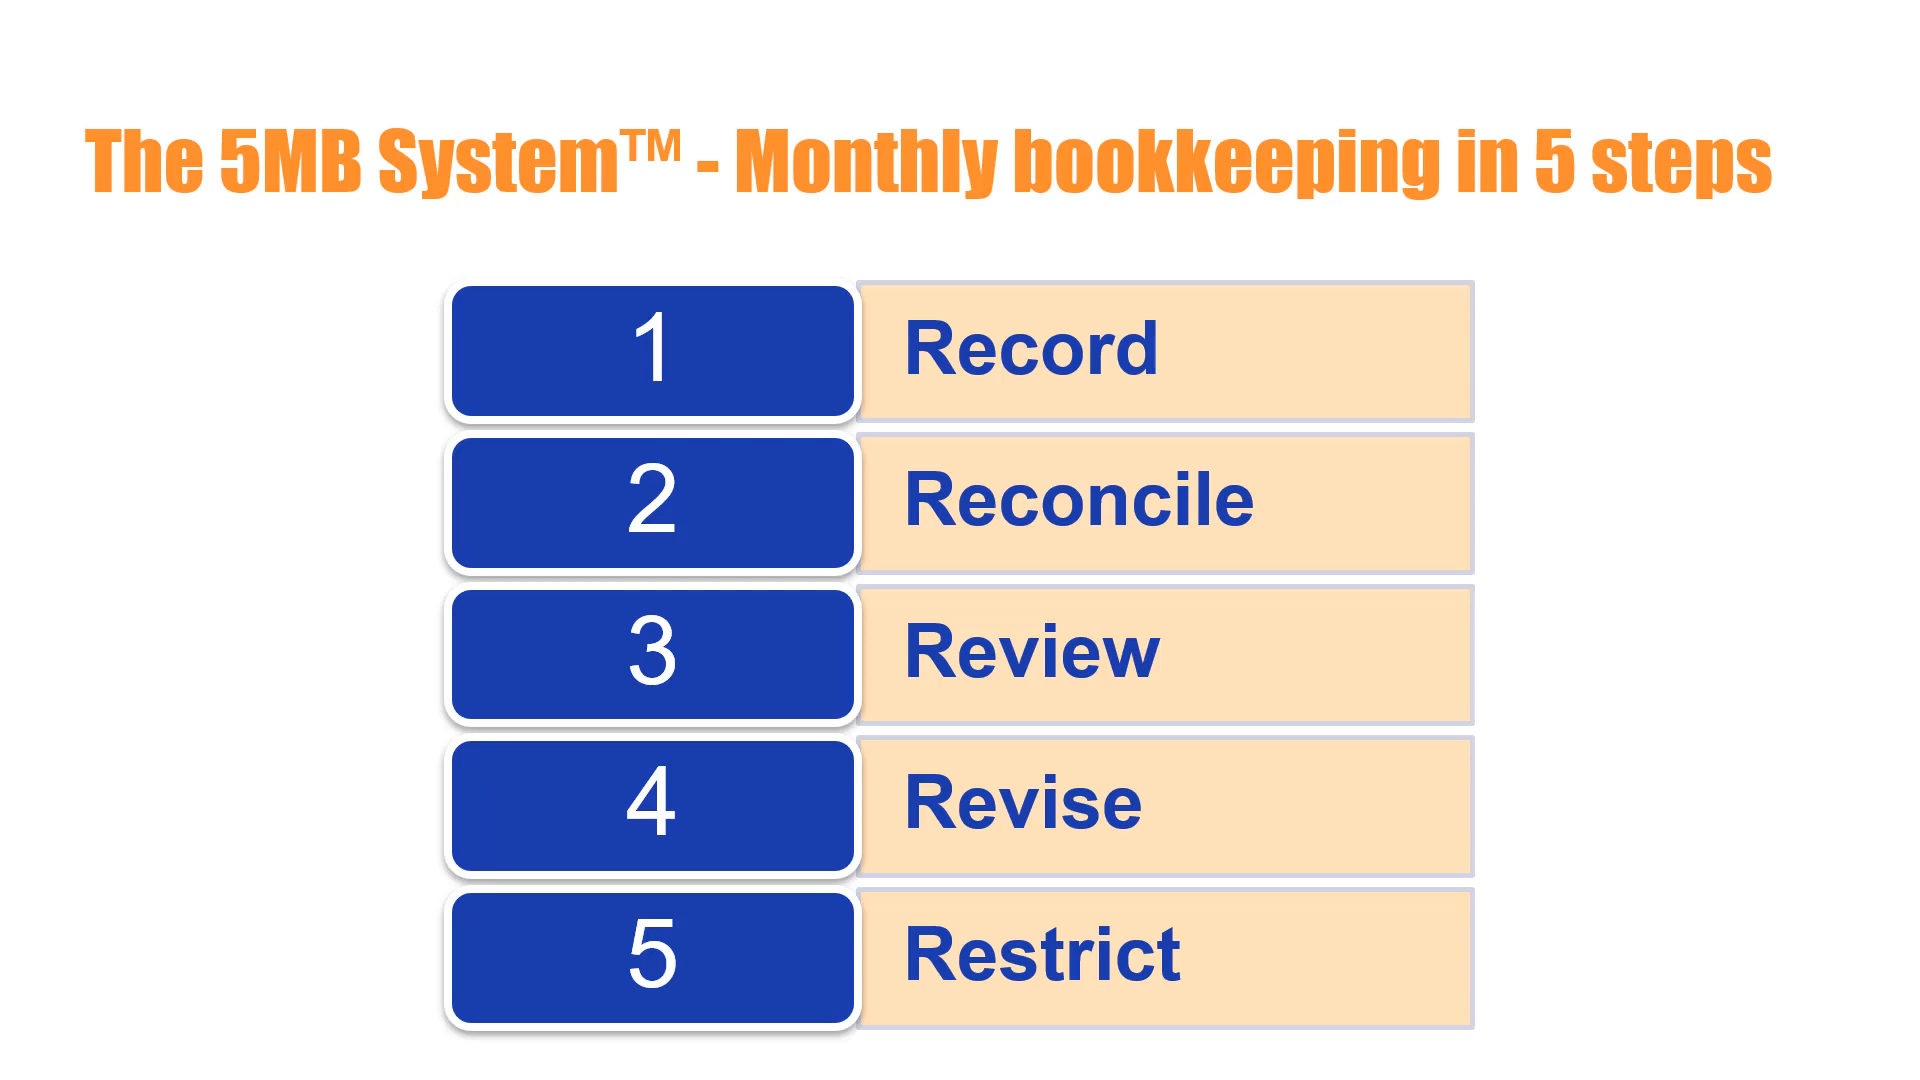 The 5MB System™ - Monthly bookkeeping in 5 steps
1 Record
2 Reconcile
3 Review
4 Revise
5 Restrict